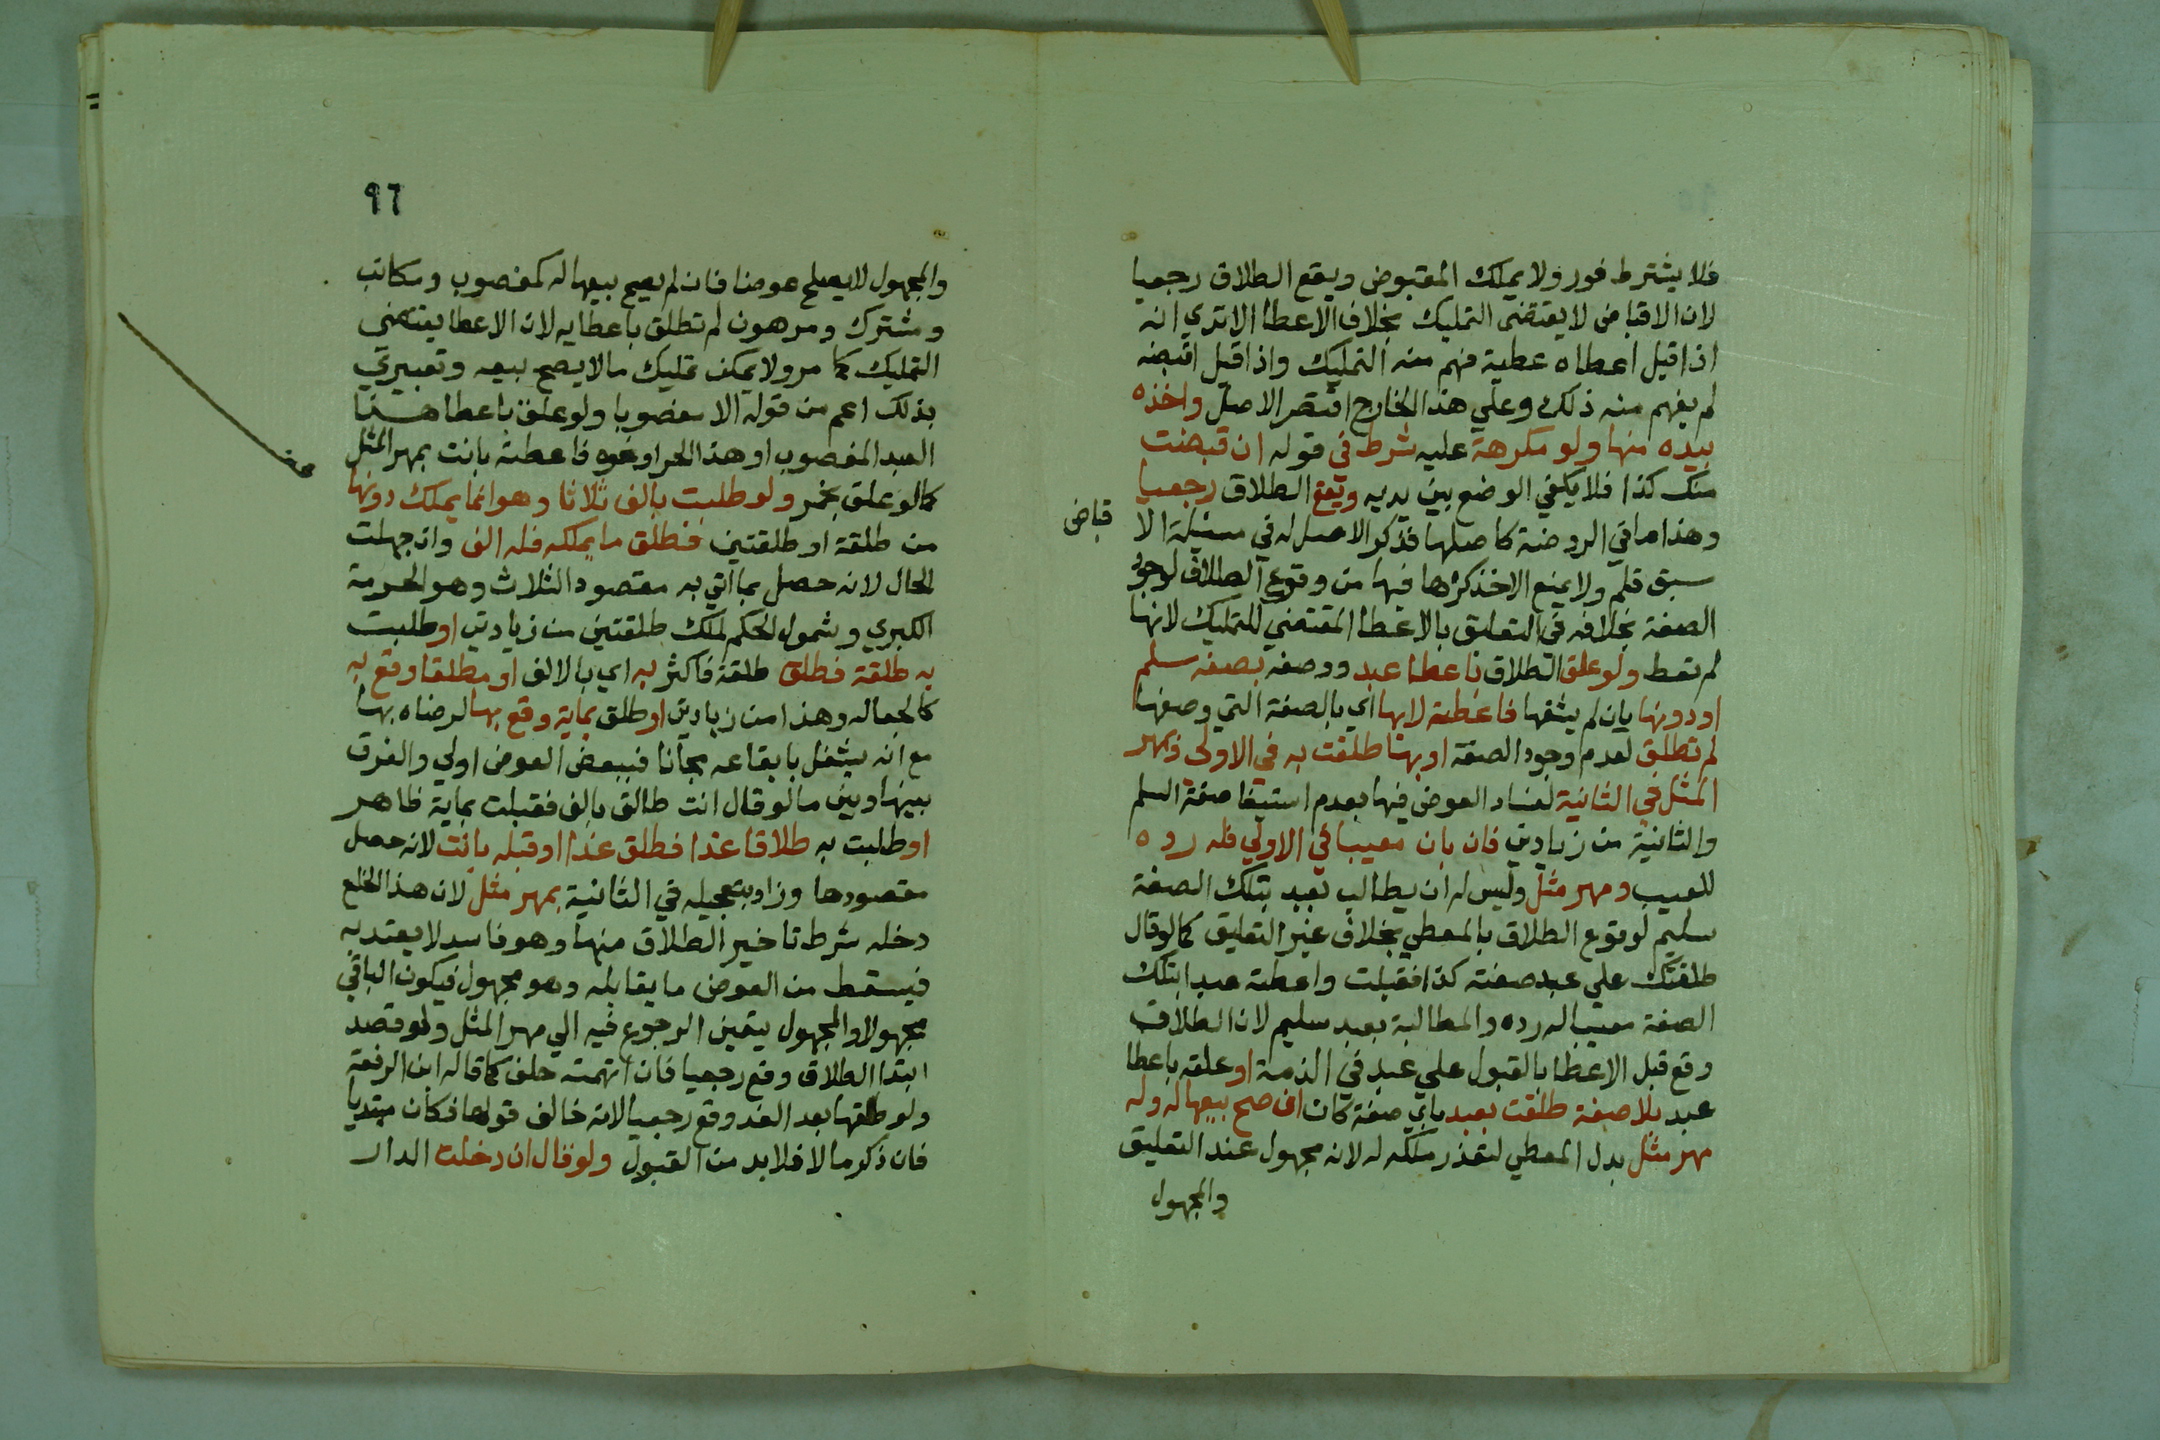 فلا يشترط فور ولا يملك المقبوض ويقع الطلاق رجعيا
لان الاقباض لا يقتضي التمليك بخلاف الاعطا الا تري انه
اذا قيل اعطاه عطية فهم منه التمليك واذا قيل اقبضه
لم يفهم منه ذلك وعلي هذا الخارج اقتصر الاصل واخذه
بيده منها ولو مكرهة عليه شرط في قوله ان قبضت
منك كذا فلا يكفي الوضع بين يديه ويقع الطلاق رجعيا
وهذا ما في الروضة كاصلها فذكر الاصل له في مسئلة الا
قباض
سبق قلم ولا يمنع الاخذ كرها فيها من وقوع الطلاق لوجود
الصفة بخلافه في التعليق بالاعطا المقتضي للتمليك لانها
لم تعط ولو علق الطلاق باعطا عبد ووصفه بصفة سلم
او دونها بان لم يثقها فاعطته لا بها اي بالصفة التي وصفها
لم تطلق لعدم وجود الصفة او بها طلقت به في الاولى وبمهر
المثل في الثانية لفساد العوض فيها بعدم استيفا صفة السلم
والثانية من زيادتي فان بان معيبا في الاولي فله رده
للعيب ومهر مثل وليس له ان يطالب بعبد بتلك الصفة
سليم لوقوع الطلاق بالمعطي بخلاف غير التعليق كما لو قال
طلقتك علي عبد صفته كذا فقبلت واعطته عبدا بتلك
الصفة معيبا له رده والمطالبة بعبد سليم لان الطلاق
وقع قبل الاعطا بالقبول علي عبد في الذمة او علقه باعطا
عبد بلا صفة طلقت بعبد باي صفة كان ان صح بيعها له وله
مهر مثل بدل المعطي لتعذر ملكه له لانه مجهول عند التعليق
والمجهول
٩٦
والمجهول لا يصلح عوضا فان لم يصح بيعها له كمغصوب ومكاتب
ومشترك ومرهون لم تطلق باعطايه لان الاعطا يقتضي
التمليك كما مر ولا يمكن تمليك ما لا يصح بيعه وتعبيري
بذلك اعم من قوله الا مغصوبا ولو علق باعطا هذا
العبد المغصوب او هذا الحر او نحوه فاعطته بانت بمهر المثل
كما لو علق بخمر ولو طلبت بالف ثلاثا وهو انما يملك دونها
من طلقة او طلقتين فطلق ما يملكه فله الف وان جهلت
الحال لانه حصل بما اتي به مقصود الثلاث وهو الحرمة
الكبري وشمول الحكم لملك طلقتين من زيادتي او طلبت
به طلقة فطلق طلقة فاكثر به اي بالالف او مطلقا وقع به
كالجعاله وهذا من زيادتي او طلق بماية وقع بها لرضاه بها
مع انه يستقل بايقاعه مجانا فببعض العوض اولي والفرق
بينها وبين ما لو قال انت طالق بالف فقبلت بماية ظاهر
او طلبت به طلاقا غدا فطلق غدا او قبله بانت لانه حصل
مقصودها وزاد بتعجيله في الثانية بمهر مثل لان هذا الخلع
دخله شرط تاخير الطلاق منها وهو فاسد لا يعتد به
فيسقط من العوض ما يقابله وهو مجهول فيكون الباقي
مجهولا والمجهول يتعين الرجوع فيه الي مهر المثل ولو قصد
ابتدا الطلاق وقع رجعيا فان اتهمته حلف كما قاله ابن الرفعة
ولو طلقها بعد الغد وقع رجعيا لانه خالف قولها فكان مبتديا
فان ذكر مالا فلا بد من القبول ولو قال ان دخلت الدار